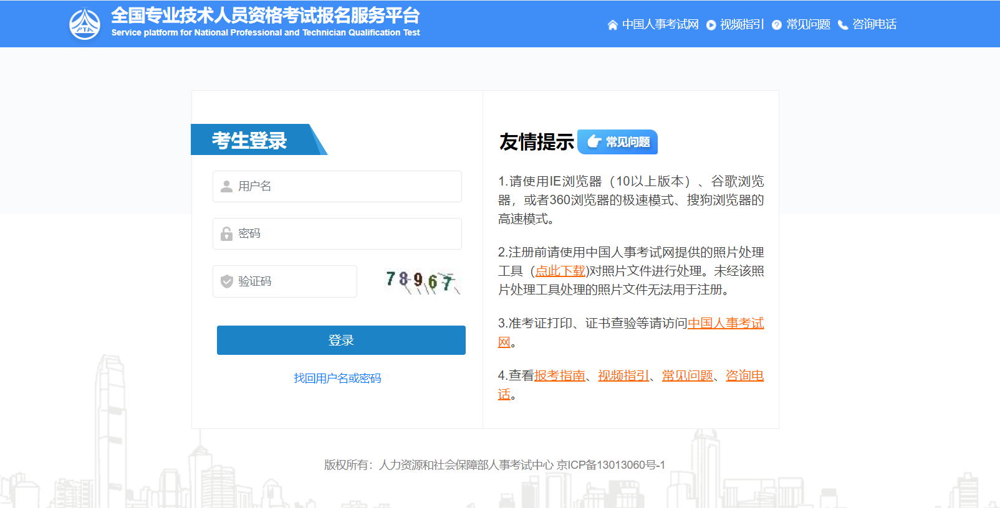 全国专业技术人员资格考试报名服务平台
Service platform for National Professional and Technician Qualification Test
PTA
中国人事考试网 视频指引 常见问题 咨询电话
考生登录
用户名
密码
验证码
78967
登录
找回用户名或密码
友情提示 常见问题
1.请使用IE浏览器（10以上版本）、谷歌浏览
器，或者360浏览器的极速模式、搜狗浏览器的
高速模式。
2.注册前请使用中国人事考试网提供的照片处理
工具（点此下载)对照片文件进行处理。未经该照
片处理工具处理的照片文件无法用于注册。
3.准考证打印、证书查验等请访问中国人事考试
网。
4.查看报考指南、视频指引、常见问题、咨询电
话。
版权所有：人力资源和社会保障部人事考试中心 京ICP备13013060号-1